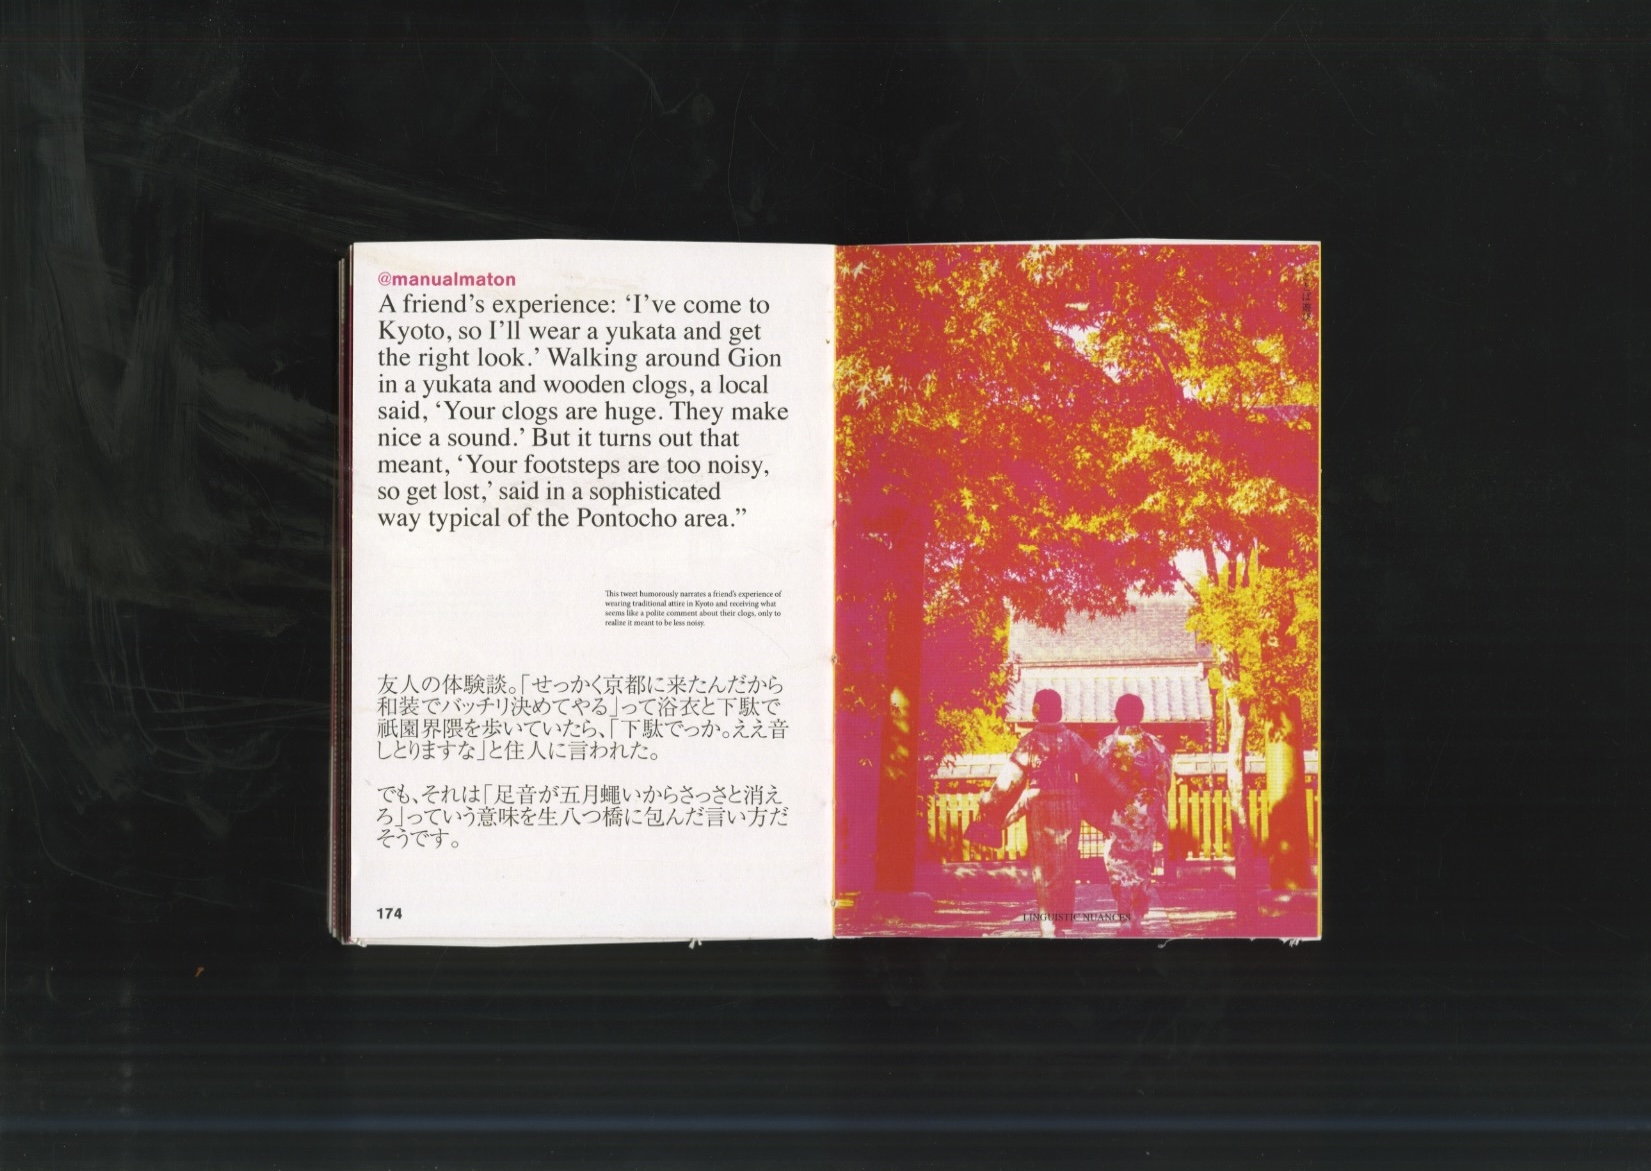 @manualmaton
A friend's experience: ‘I’ve come to
Kyoto, so I’ll wear a yukata and get
the right look.’ Walking around Gion
in a yukata and wooden clogs, a local
said, ‘Your clogs are huge. They make
nice a sound.’ But it turns out that
meant, ‘Your footsteps are too noisy,
so get lost,’ said in a sophisticated
way typical of the Pontocho area.”
This tweet humorously narrates a friend's experience of
wearing traditional attire in Kyoto and receiving what
seems like a polite comment about their clogs, only to
realize it meant to be less noisy.
友人の体験談。「せっかく京都に来たんだから
和装でバッチリ決めてやる」って浴衣と下駄で
祇園界隈を歩いていたら、「下駄でっか。ええ音
しとりますな」と住人に言われた。
でも、それは「足音が五月蠅いからさっさと消え
ろ」っていう意味を生八つ橋に包んだ言い方だ
そうです。
174
LINGUISTIC NUANCES